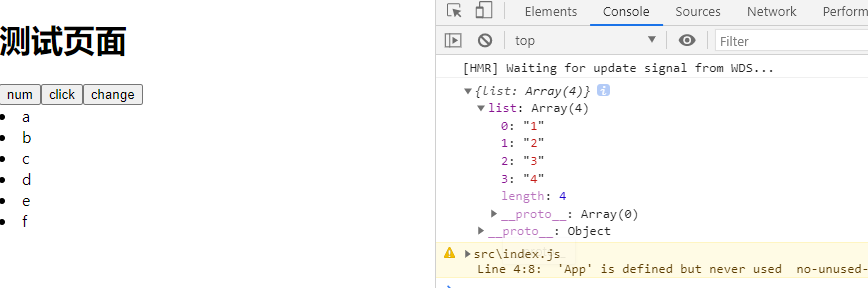 测试页面
num click change
a
b
c
d
e
f
Elements Console Sources Network Perform
top Filter
[HMR] Waiting for update signal from WDS...
{list: Array(4)} i
list: Array(4)
0: "1"
1: "2"
2: "3"
3: "4"
length: 4
__proto__: Array(0)
__proto__: Object
src\index.js
Line 4:8: 'App' is defined but never used no-unused-